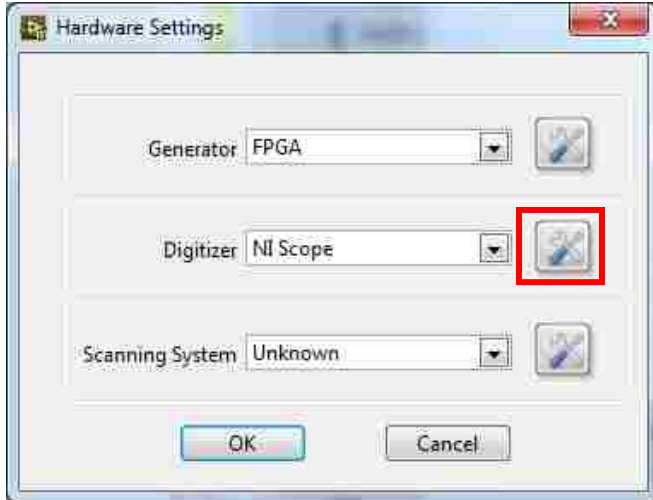 Hardware Settings
Generator FPGA
Digitizer NI Scope
Scanning System Unknown
OK Cancel